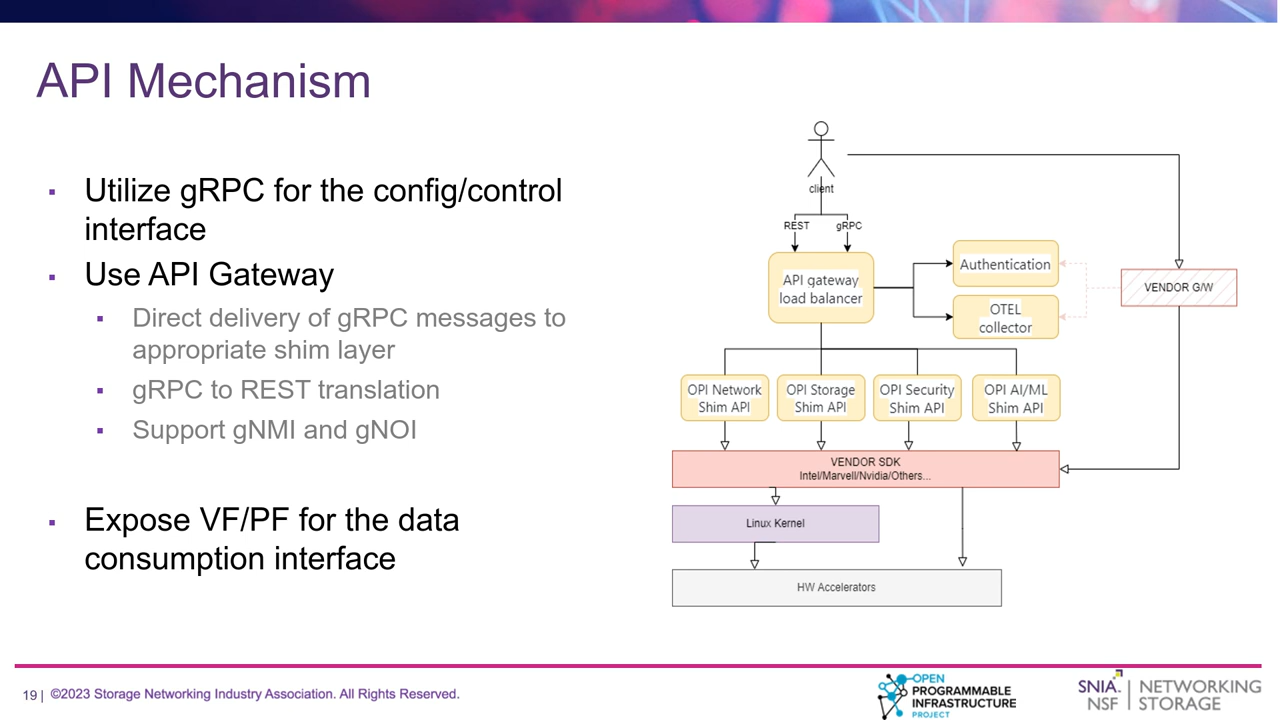 API Mechanism
▪ Utilize gRPC for the config/control
interface
▪ Use API Gateway
▪ Direct delivery of gRPC messages to
appropriate shim layer
▪ gRPC to REST translation
▪ Support gNMI and gNOI
▪ Expose VF/PF for the data
consumption interface
client
REST
gRPC
API gateway
load balancer
Authentication
OTEL
collector
VENDOR G/W
OPI Network
Shim API
OPI Storage
Shim API
OPI Security
Shim API
OPI AI/ML
Shim API
VENDOR SDK
Intel/Marvell/Nvidia/Others...
Linux Kernel
HW Accelerators
19 | ©2023 Storage Networking Industry Association. All Rights Reserved.
OPEN
PROGRAMMABLE
INFRASTRUCTURE
PROJECT
SNIA. | NETWORKING
NSF | STORAGE